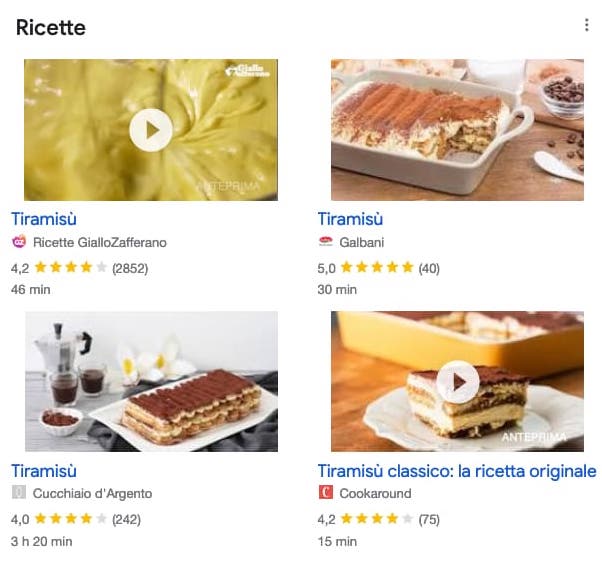 Ricette
Giallo
Zafferano
ANTEPRIMA
Tiramisù
GZ
Ricette GialloZafferano
4,2 (2852)
46 min
Tiramisù
Galbani
5,0 (40)
30 min
Tiramisù
Cucchiaio d'Argento
4,0 (242)
3 h 20 min
ANTEPRIMA
Tiramisù classico: la ricetta originale
C
Cookaround
4,2 (75)
15 min